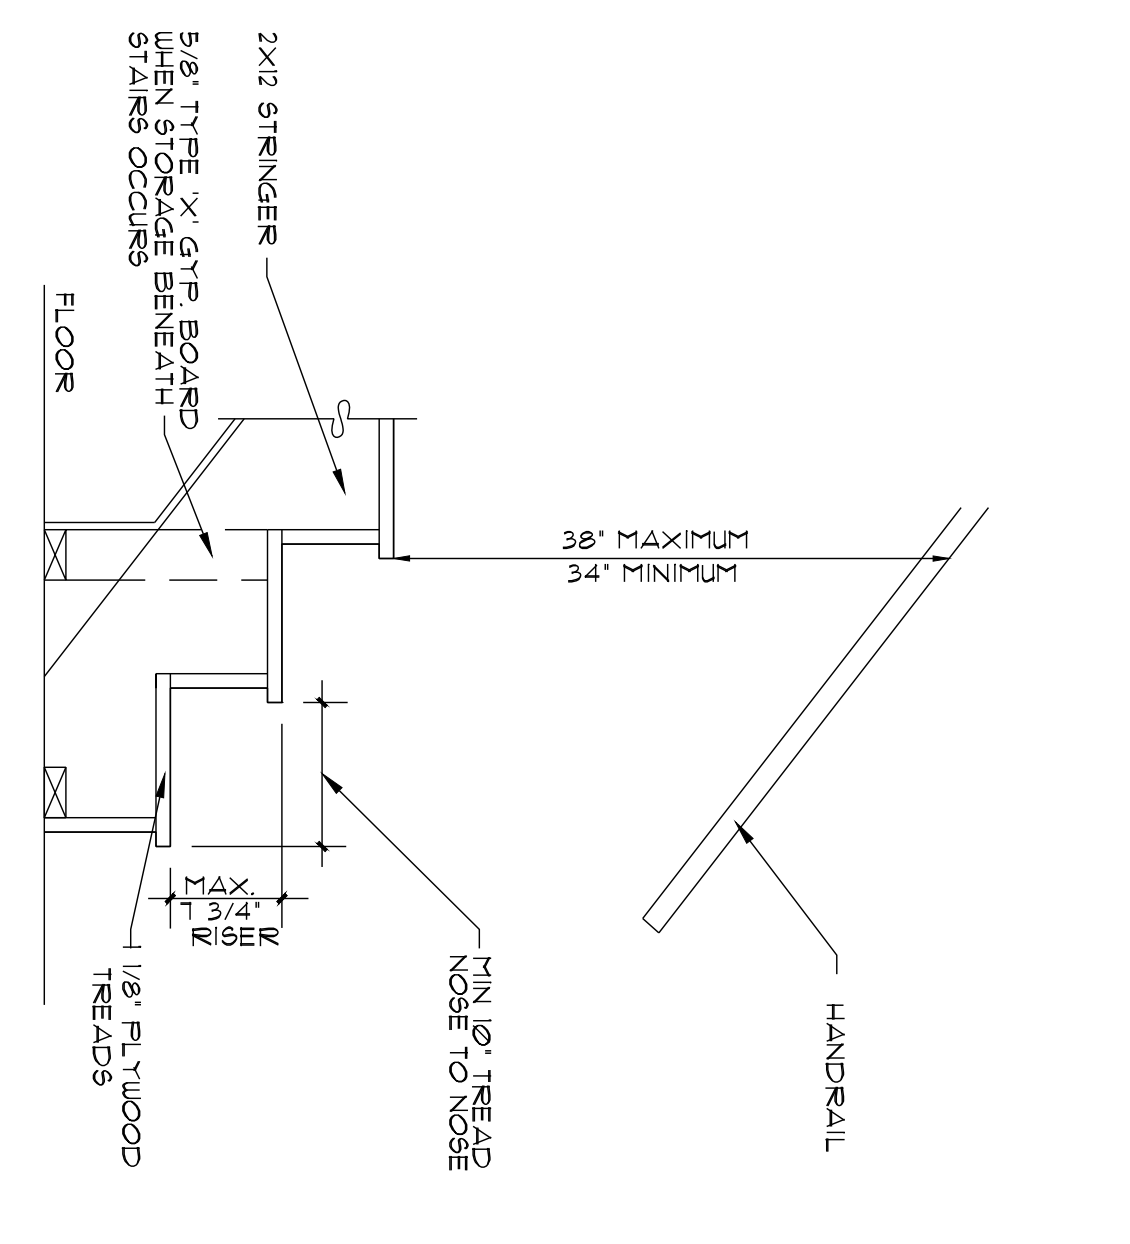 2X12 STRINGER
5/8" TYPE 'X' GYP. BOARD
WHEN STORAGE BENEATH
STAIRS OCCURS
FLOOR
38" MAXIMUM
34" MINIMUM
MAX.
7 3/4"
RISER
HANDRAIL
MIN 10" TREAD
NOSE TO NOSE
1 1/8" PLYWOOD
TREADS